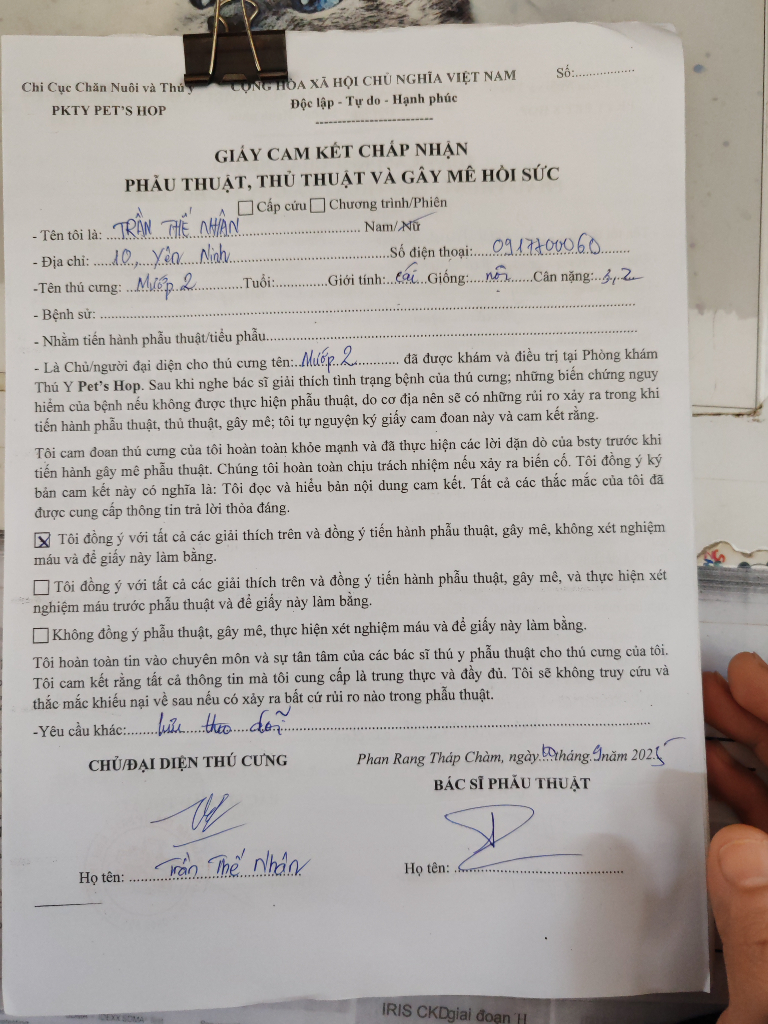 Chi Cục Chăn Nuôi và Thú y
CỘNG HÒA XÃ HỘI CHỦ NGHĨA VIỆT NAM
Số:................
PKTY PET'S HOP
Độc lập - Tự do - Hạnh phúc
---------------------------
GIẤY CAM KẾT CHẤP NHẬN
PHẪU THUẬT, THỦ THUẬT VÀ GÂY MÊ HỒI SỨC
☐ Cấp cứu ☐ Chương trình/Phiên
- Tên tôi là: TRẦN THẾ NHÂN Nam/Nữ
- Địa chỉ: 10, Yên Ninh Số điện thoại: 0917700060
-Tên thú cưng: Mướp 2 Tuổi: Giới tính: cái Giống: Cân nặng: 3,2
- Bệnh sử:
- Nhằm tiến hành phẫu thuật/tiểu phẫu
- Là Chủ/người đại diện cho thú cưng tên: Mướp 2 đã được khám và điều trị tại Phòng khám
Thú Y Pet's Hop. Sau khi nghe bác sĩ giải thích tình trạng bệnh của thú cưng; những biến chứng nguy
hiểm của bệnh nếu không được thực hiện phẫu thuật, do cơ địa nên sẽ có những rủi ro xảy ra trong khi
tiến hành phẫu thuật, thủ thuật, gây mê; tôi tự nguyện ký giấy cam đoan này và cam kết rằng.
Tôi cam đoan thú cưng của tôi hoàn toàn khỏe mạnh và đã thực hiện các lời dặn dò của bsty trước khi
tiến hành gây mê phẫu thuật. Chúng tôi hoàn toàn chịu trách nhiệm nếu xảy ra biến cố. Tôi đồng ý ký
bản cam kết này có nghĩa là: Tôi đọc và hiểu bản nội dung cam kết. Tất cả các thắc mắc của tôi đã
được cung cấp thông tin trả lời thỏa đáng.
☒ Tôi đồng ý với tất cả các giải thích trên và đồng ý tiến hành phẫu thuật, gây mê, không xét nghiệm
máu và để giấy này làm bằng.
☐ Tôi đồng ý với tất cả các giải thích trên và đồng ý tiến hành phẫu thuật, gây mê, và thực hiện xét
nghiệm máu trước phẫu thuật và để giấy này làm bằng.
☐ Không đồng ý phẫu thuật, gây mê, thực hiện xét nghiệm máu và để giấy này làm bằng.
Tôi hoàn toàn tin vào chuyên môn và sự tân tâm của các bác sĩ thú y phẫu thuật cho thú cưng của tôi.
Tôi cam kết rằng tất cả thông tin mà tôi cung cấp là trung thực và đầy đủ. Tôi sẽ không truy cứu và
thắc mắc khiếu nại về sau nếu có xảy ra bất cứ rủi ro nào trong phẫu thuật.
-Yêu cầu khác: lưu theo dõi
CHỦ/ĐẠI DIỆN THÚ CƯNG
Phan Rang Tháp Chàm, ngày tháng 9 năm 2025
BÁC SĨ PHẪU THUẬT
Họ tên: Trần Thế Nhân
Họ tên:
IRIS CKDgiai đoạn II